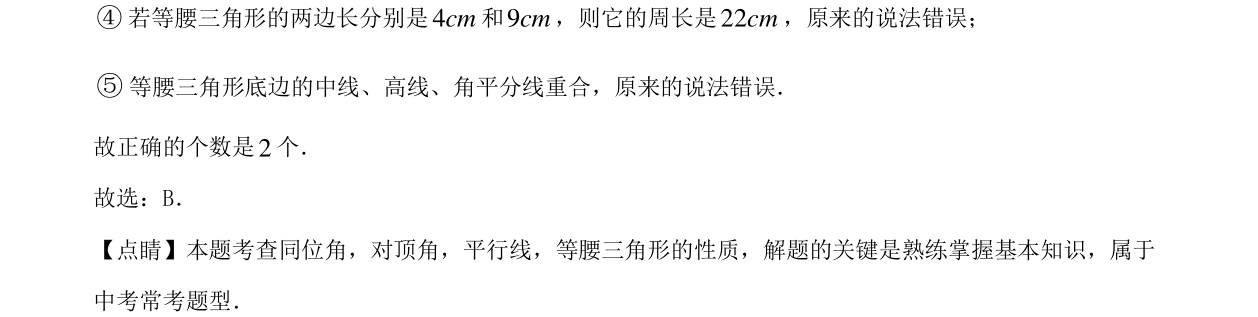 ④ 若等腰三角形的两边长分别是4cm和9cm，则它的周长是22cm，原来的说法错误；
⑤ 等腰三角形底边的中线、高线、角平分线重合，原来的说法错误．
故正确的个数是2个．
故选：B．
【点睛】本题考查同位角，对顶角，平行线，等腰三角形的性质，解题的关键是熟练掌握基本知识，属于
中考常考题型．